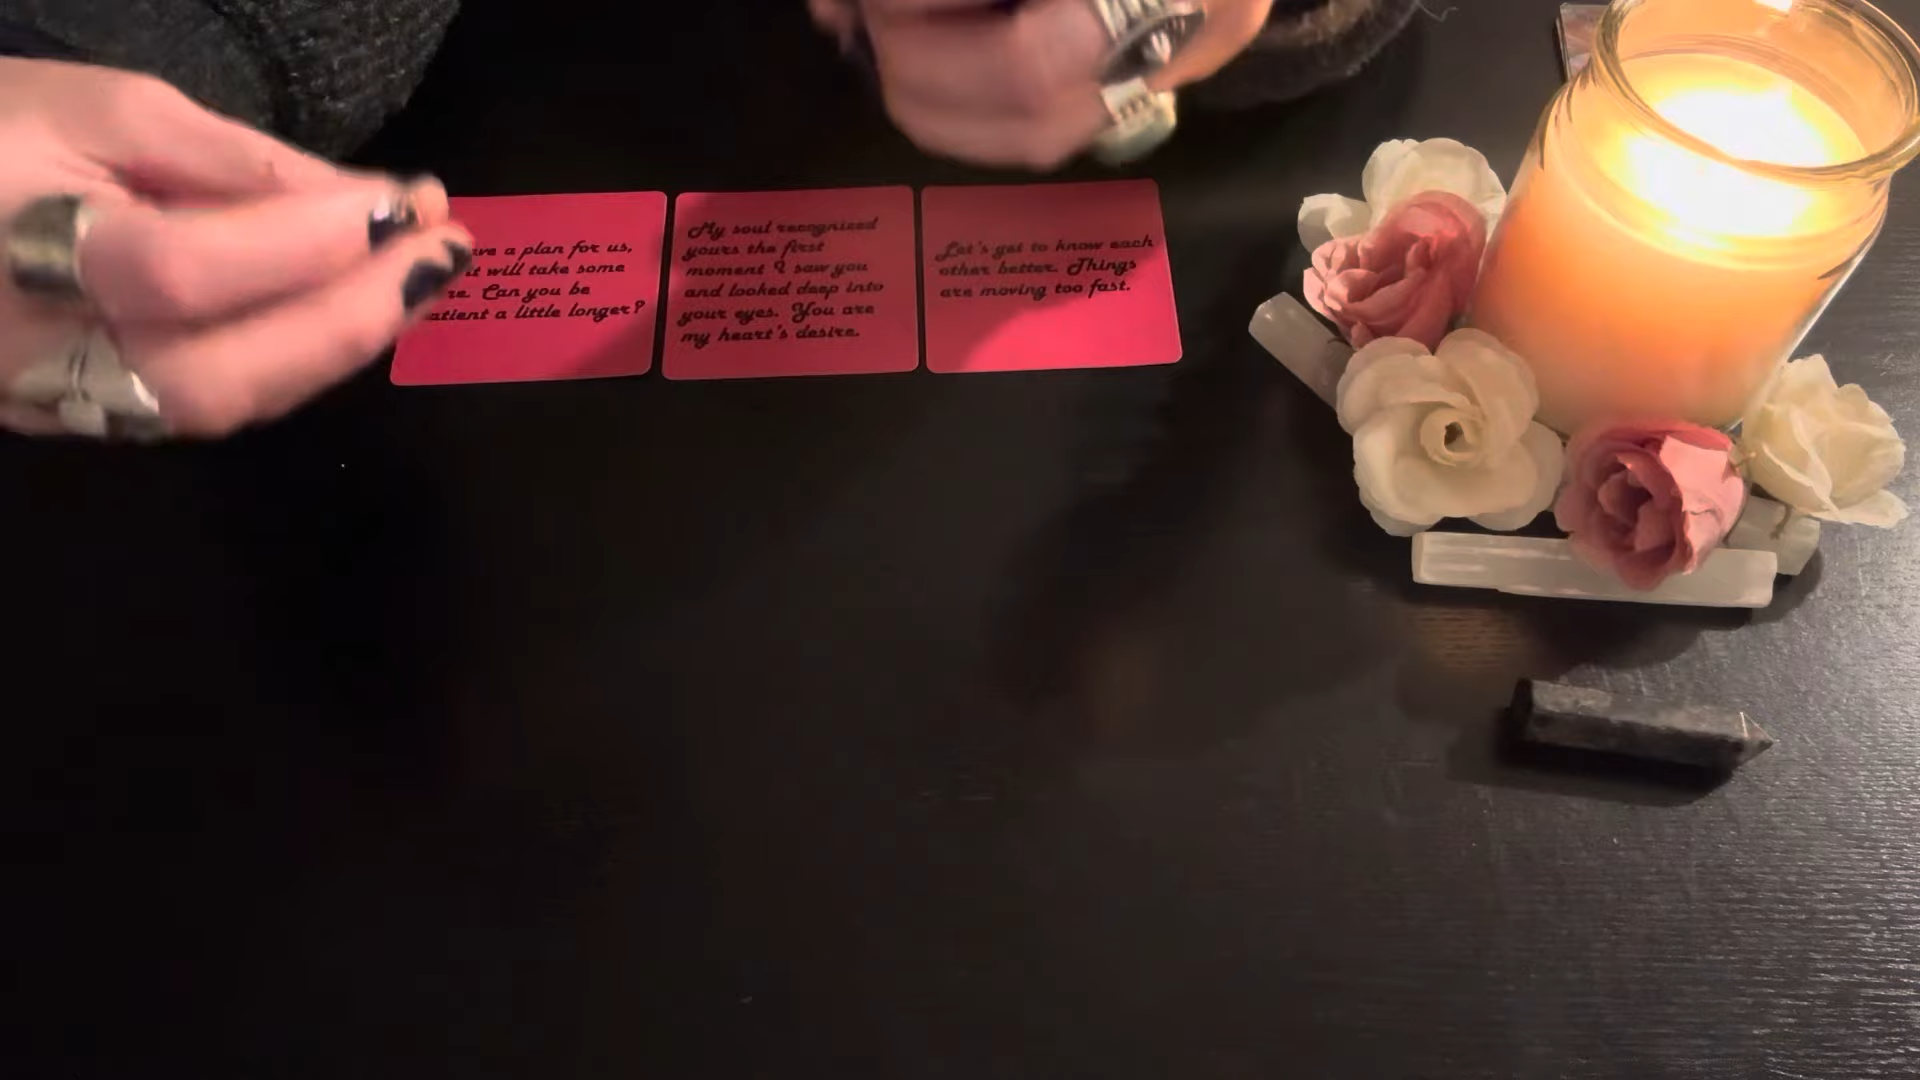 a plan for us,
it will take some
Can you be
a little longer?
My soul recognized
yours the first
moment I saw you
and looked deep into
your eyes. You are
my heart's desire.
Let's get to know each
other better. Things
are moving too fast.